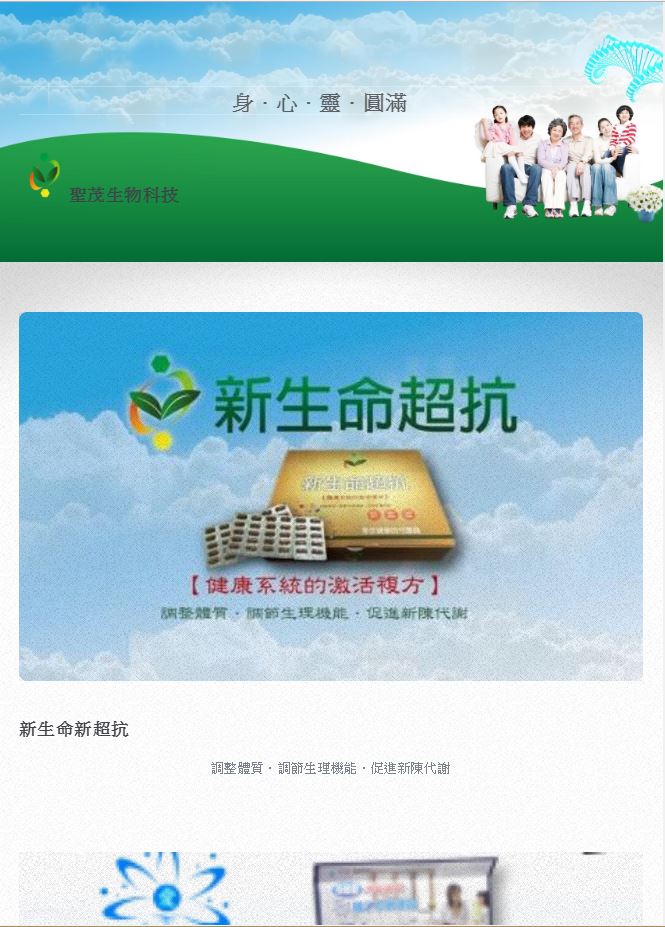 身‧心‧靈‧圓滿
聖茂生物科技
新生命超抗
新生命超抗
【健康系統的激活複方】
調整體質‧調節生理機能‧促進新陳代謝
新生命新超抗
調整體質‧調節生理機能‧促進新陳代謝